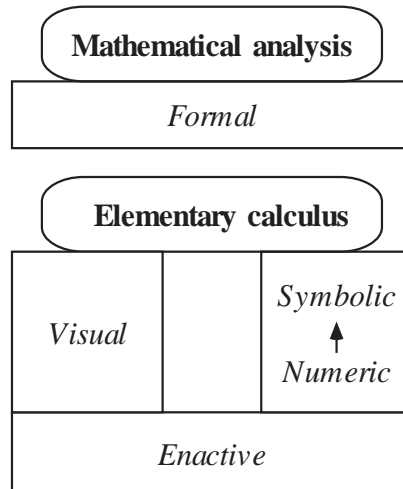 Mathematical analysis
Formal
Elementary calculus
Visual
Symbolic
Numeric
Enactive